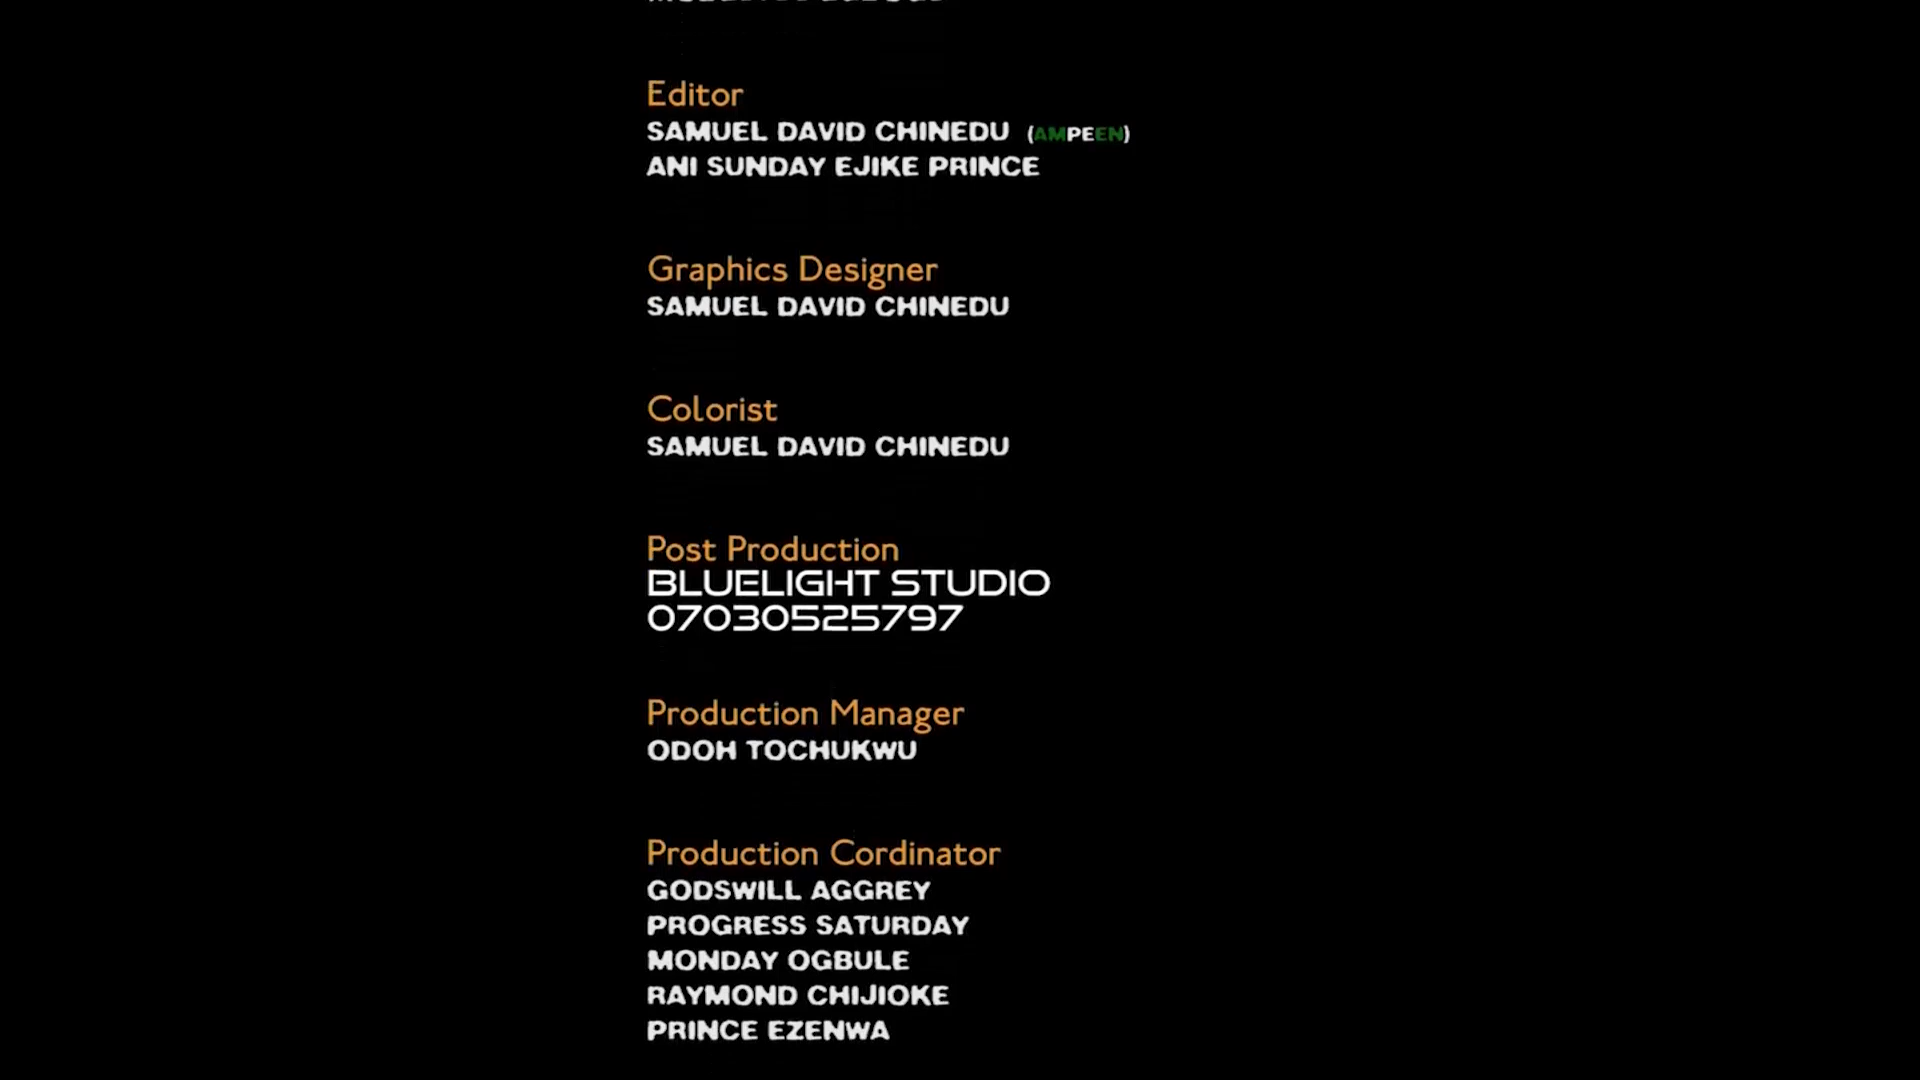 Editor
SAMUEL DAVID CHINEDU (AMPEEN)
ANI SUNDAY EJIKE PRINCE
Graphics Designer
SAMUEL DAVID CHINEDU
Colorist
SAMUEL DAVID CHINEDU
Post Production
BLUELIGHT STUDIO
07030525797
Production Manager
ODOH TOCHUKWU
Production Cordinator
GODSWILL AGGREY
PROGRESS SATURDAY
MONDAY OGBULE
RAYMOND CHIJIOKE
PRINCE EZENWA